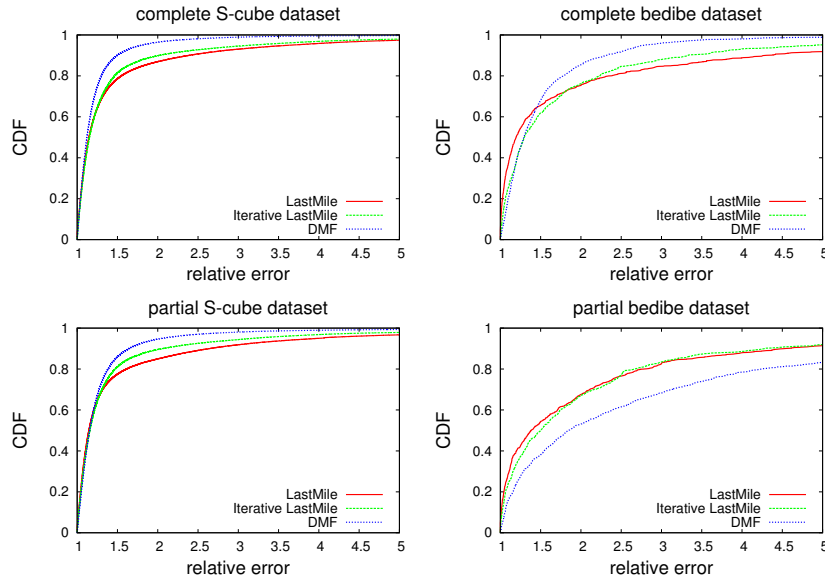 complete S-cube dataset
CDF
1
0.8
0.6
0.4
0.2
0
LastMile
Iterative LastMile
DMF
1 1.5 2 2.5 3 3.5 4 4.5 5
relative error
complete bedibe dataset
CDF
1
0.8
0.6
0.4
0.2
0
LastMile
Iterative LastMile
DMF
1 1.5 2 2.5 3 3.5 4 4.5 5
relative error
partial S-cube dataset
CDF
1
0.8
0.6
0.4
0.2
0
LastMile
Iterative LastMile
DMF
1 1.5 2 2.5 3 3.5 4 4.5 5
relative error
partial bedibe dataset
CDF
1
0.8
0.6
0.4
0.2
0
LastMile
Iterative LastMile
DMF
1 1.5 2 2.5 3 3.5 4 4.5 5
relative error